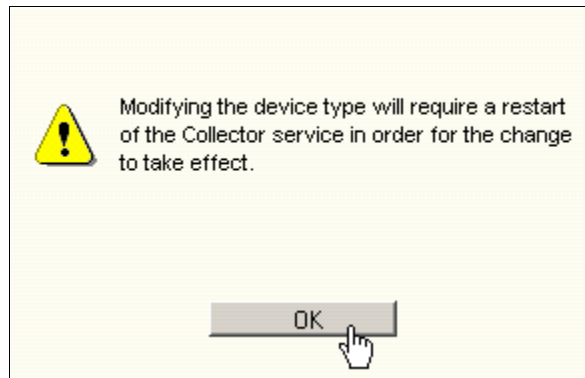 Modifying the device type will require a restart
of the Collector service in order for the change
to take effect.
OK